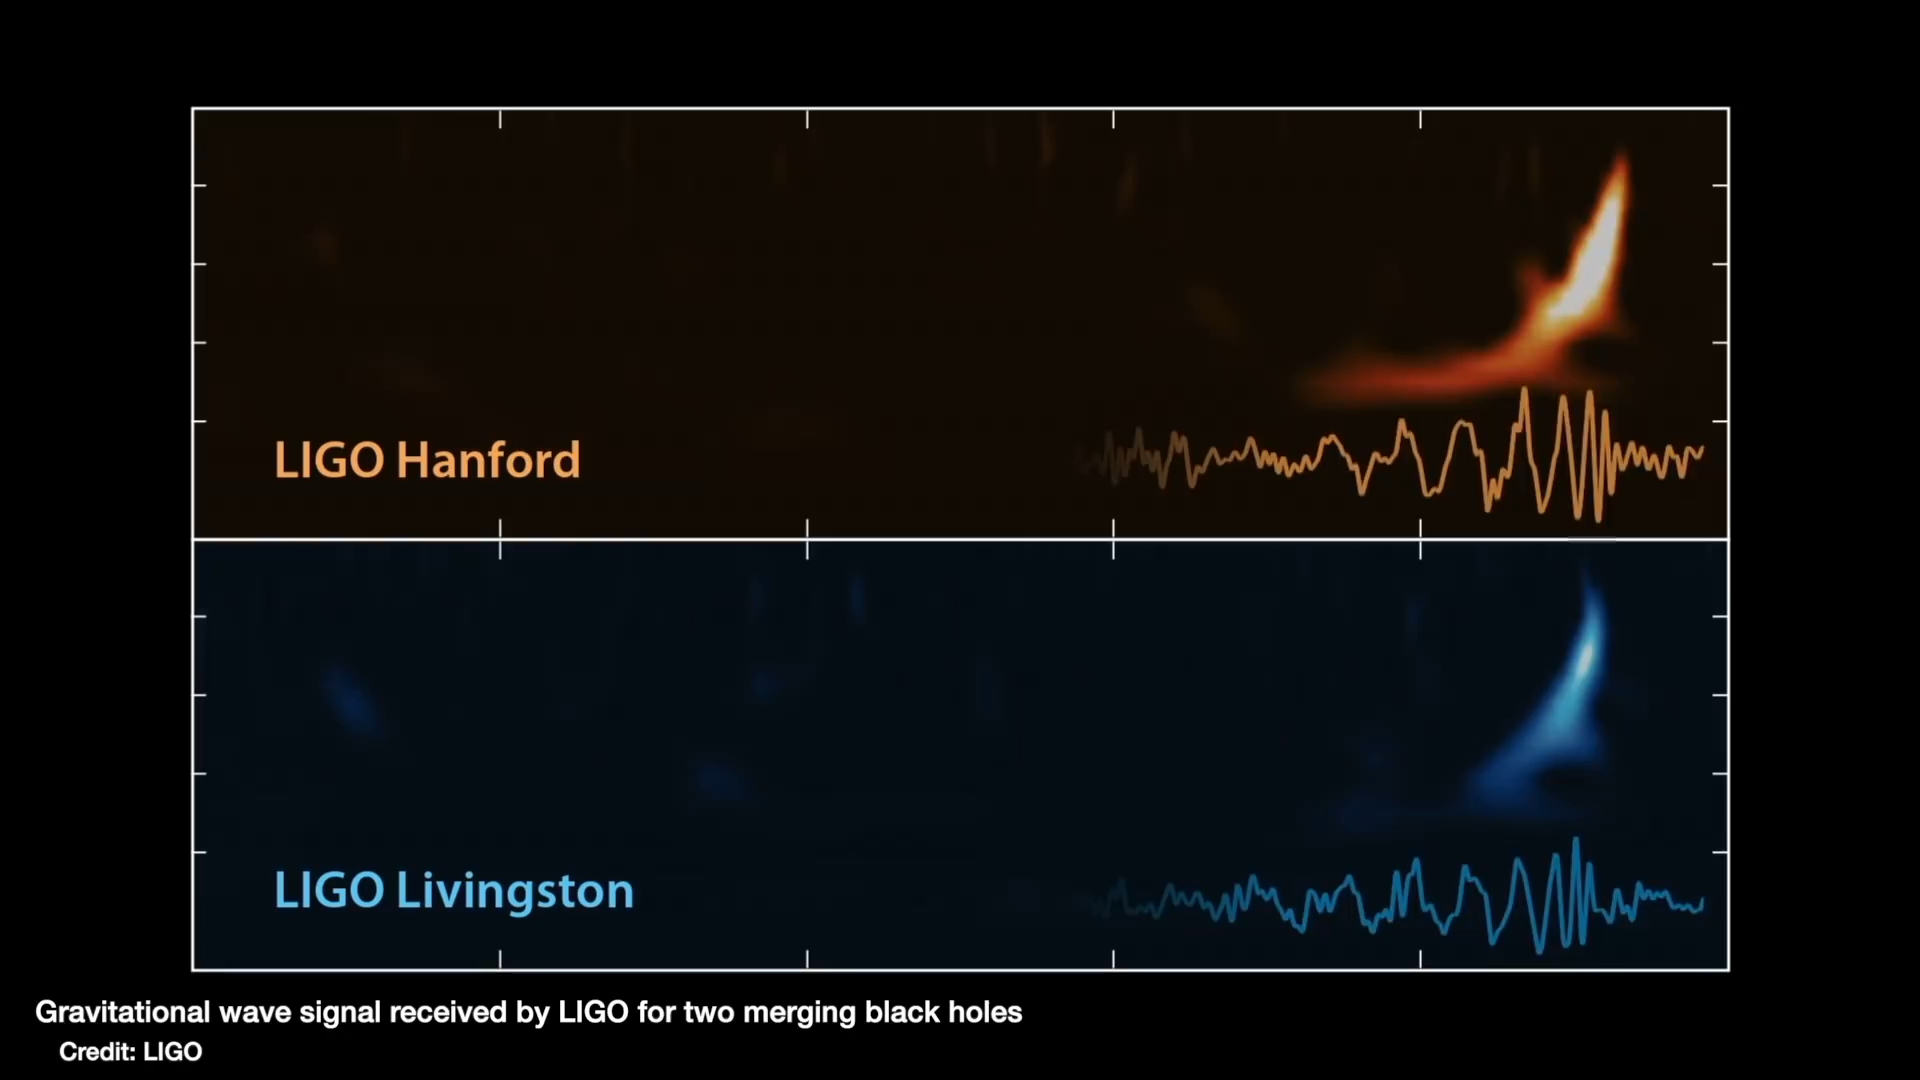 LIGO Hanford
LIGO Livingston
Gravitational wave signal received by LIGO for two merging black holes
Credit: LIGO